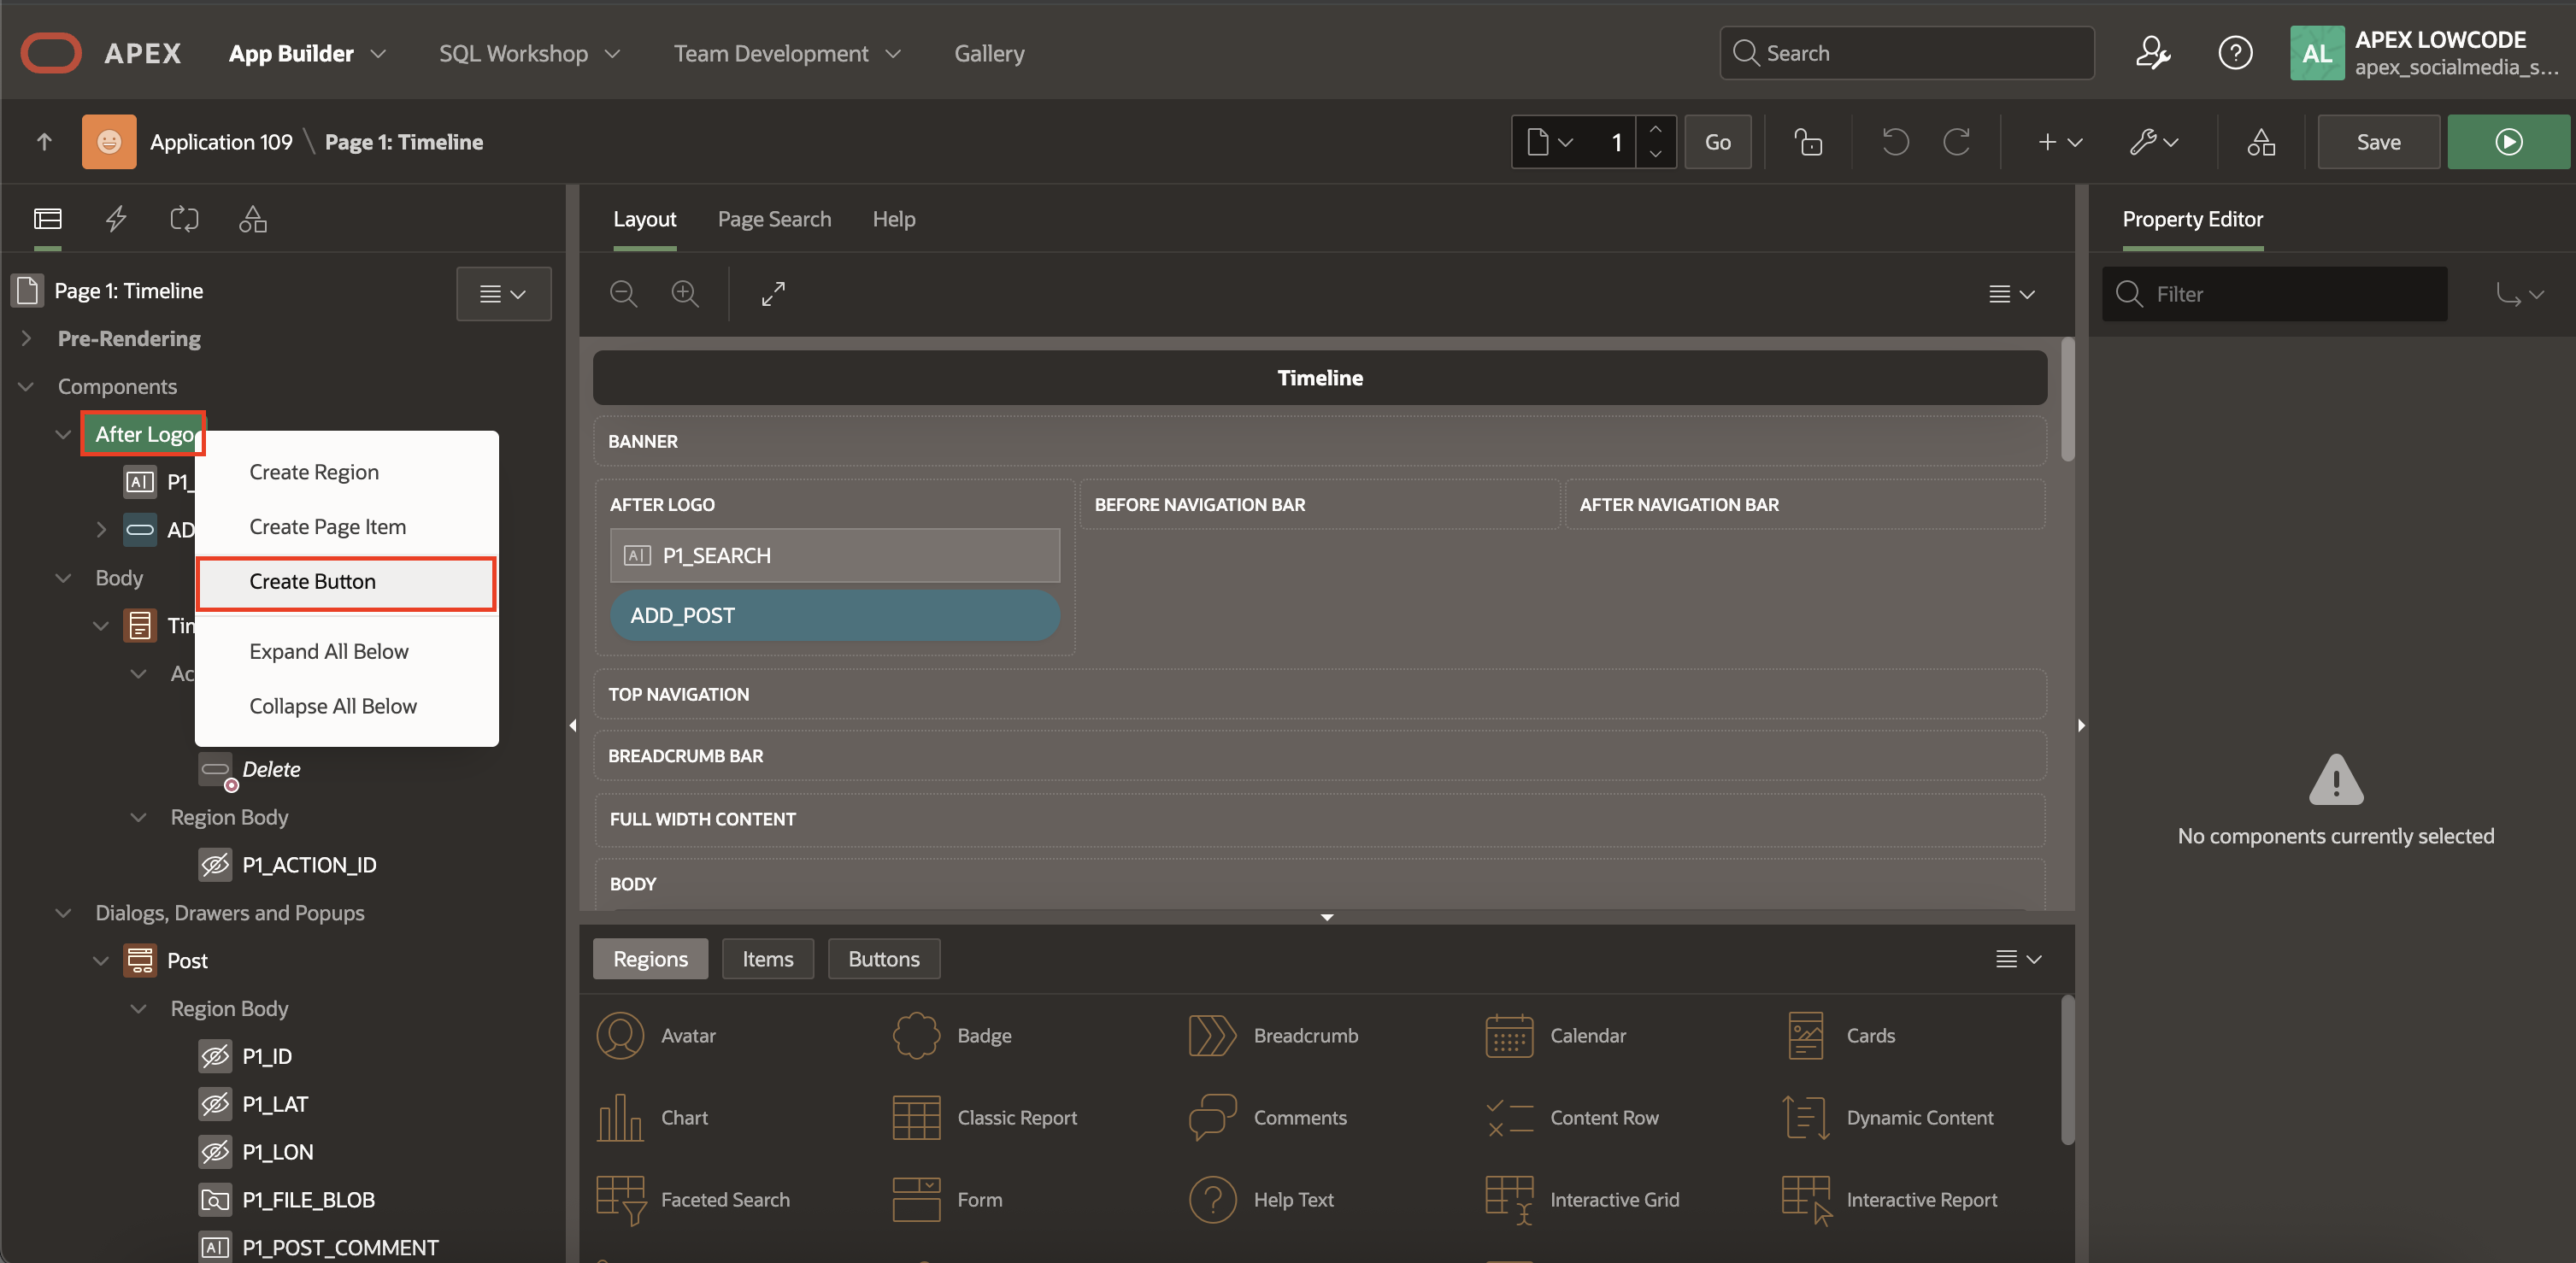 APEX App Builder SQL Workshop Team Development Gallery Search AL APEX LOWCODE
apex_socialmedia_s...
Application 109 \ Page 1: Timeline 1 Go Save
Layout Page Search Help Property Editor
Page 1: Timeline
Filter
Pre-Rendering
Components
After Logo
P1_
AD
Body
Tin
Ac
Delete
Region Body
P1_ACTION_ID
Dialogs, Drawers and Popups
Post
Region Body
P1_ID
P1_LAT
P1_LON
P1_FILE_BLOB
P1_POST_COMMENT
Create Region
Create Page Item
Create Button
Expand All Below
Collapse All Below
Timeline
BANNER
AFTER LOGO BEFORE NAVIGATION BAR AFTER NAVIGATION BAR
P1_SEARCH
ADD_POST
TOP NAVIGATION
BREADCRUMB BAR
FULL WIDTH CONTENT
BODY
Regions Items Buttons
Avatar Badge Breadcrumb Calendar Cards
Chart Classic Report Comments Content Row Dynamic Content
Faceted Search Form Help Text Interactive Grid Interactive Report
No components currently selected